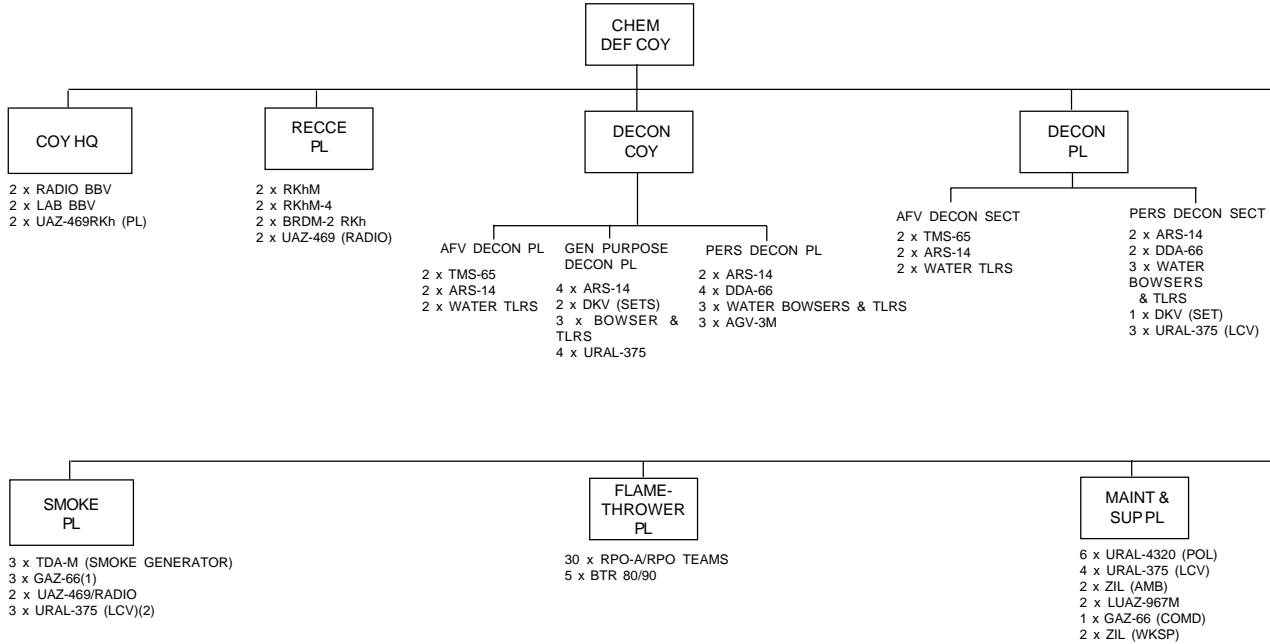 CHEM
DEF COY
COY HQ
2 x RADIO BBV
2 x LAB BBV
2 x UAZ-469RKh (PL)
RECCE
PL
2 x RKhM
2 x RKhM-4
2 x BRDM-2 RKh
2 x UAZ-469 (RADIO)
DECON
COY
AFV DECON PL
2 x TMS-65
2 x ARS-14
2 x WATER TLRS
GEN PURPOSE
DECON PL
4 x ARS-14
2 x DKV (SETS)
3 x BOWSER &
TLRS
4 x URAL-375
PERS DECON PL
2 x ARS-14
4 x DDA-66
3 x WATER BOWSERS & TLRS
3 x AGV-3M
DECON
PL
AFV DECON SECT
2 x TMS-65
2 x ARS-14
2 x WATER TLRS
PERS DECON SECT
2 x ARS-14
2 x DDA-66
3 x WATER
BOWSERS
& TLRS
1 x DKV (SET)
3 x URAL-375 (LCV)
SMOKE
PL
3 x TDA-M (SMOKE GENERATOR)
3 x GAZ-66(1)
2 x UAZ-469/RADIO
3 x URAL-375 (LCV)(2)
FLAME-
THROWER
PL
30 x RPO-A/RPO TEAMS
5 x BTR 80/90
MAINT &
SUP PL
6 x URAL-4320 (POL)
4 x URAL-375 (LCV)
2 x ZIL (AMB)
2 x LUAZ-967M
1 x GAZ-66 (COMD)
2 x ZIL (WKSP)